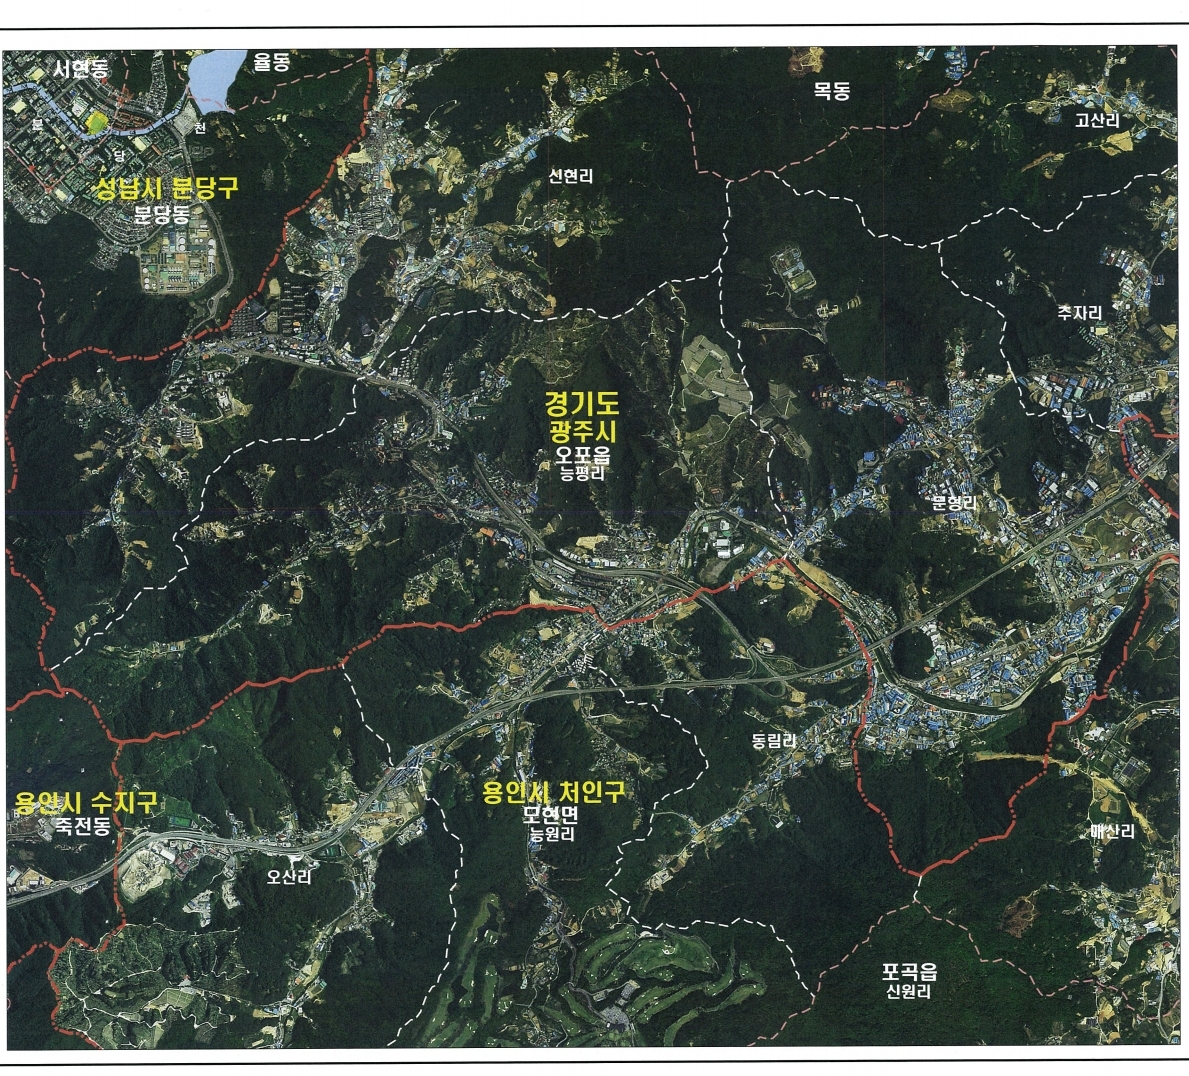 서현동
율동
목동
고산리
분
천
당
신현리
성남시 분당구
분당동
추자리
경기도
광주시
오포읍
능평리
문형리
동림리
용인시 수지구
죽전동
용인시 처인구
모현면
능원리
매산리
오산리
포곡읍
신원리